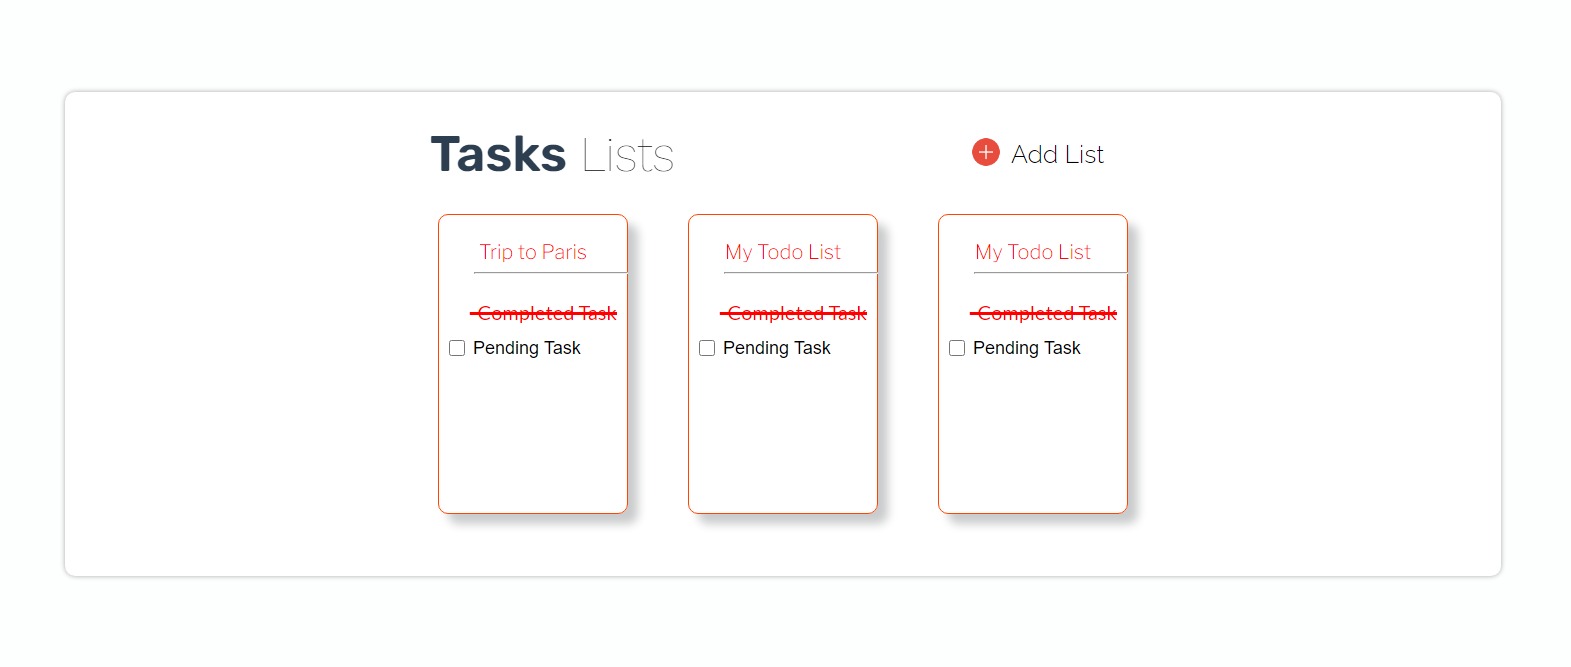 Tasks Lists
Add List
Trip to Paris
Completed Task
Pending Task
My Todo List
Completed Task
Pending Task
My Todo List
Completed Task
Pending Task